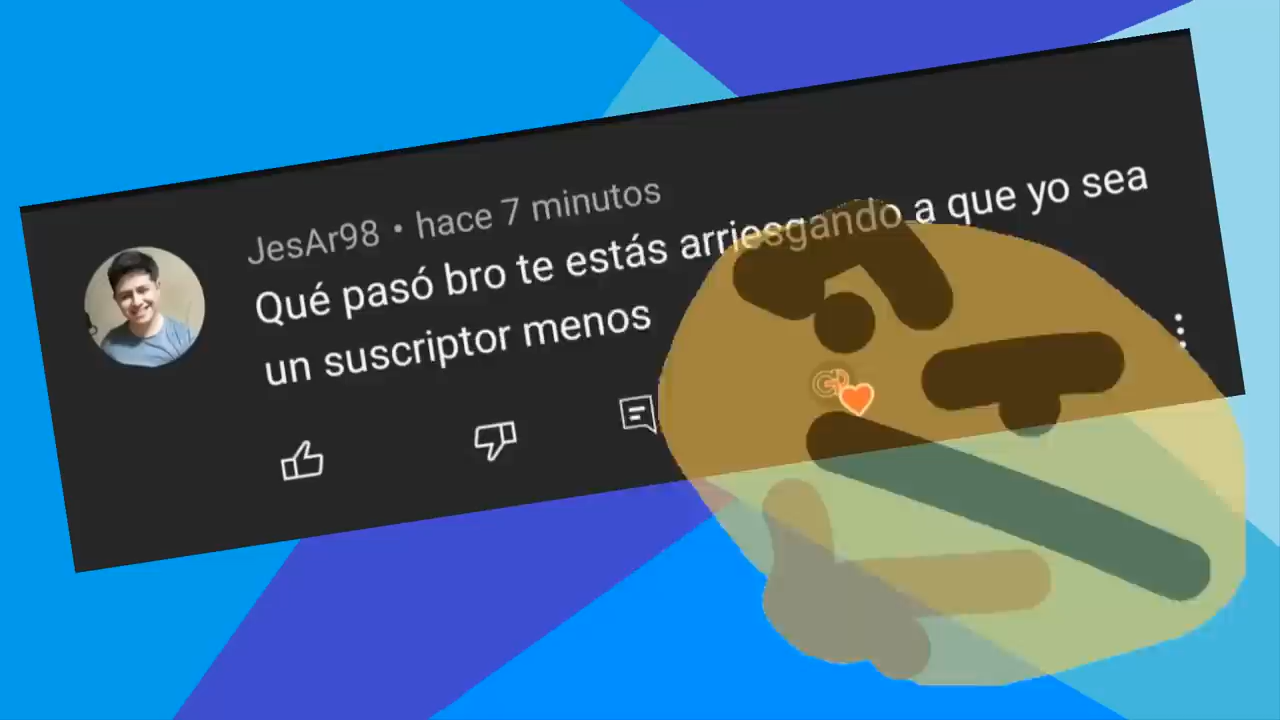 JesAr98 • hace 7 minutos
Qué pasó bro te estás arriesgando a que yo sea
un suscriptor menos